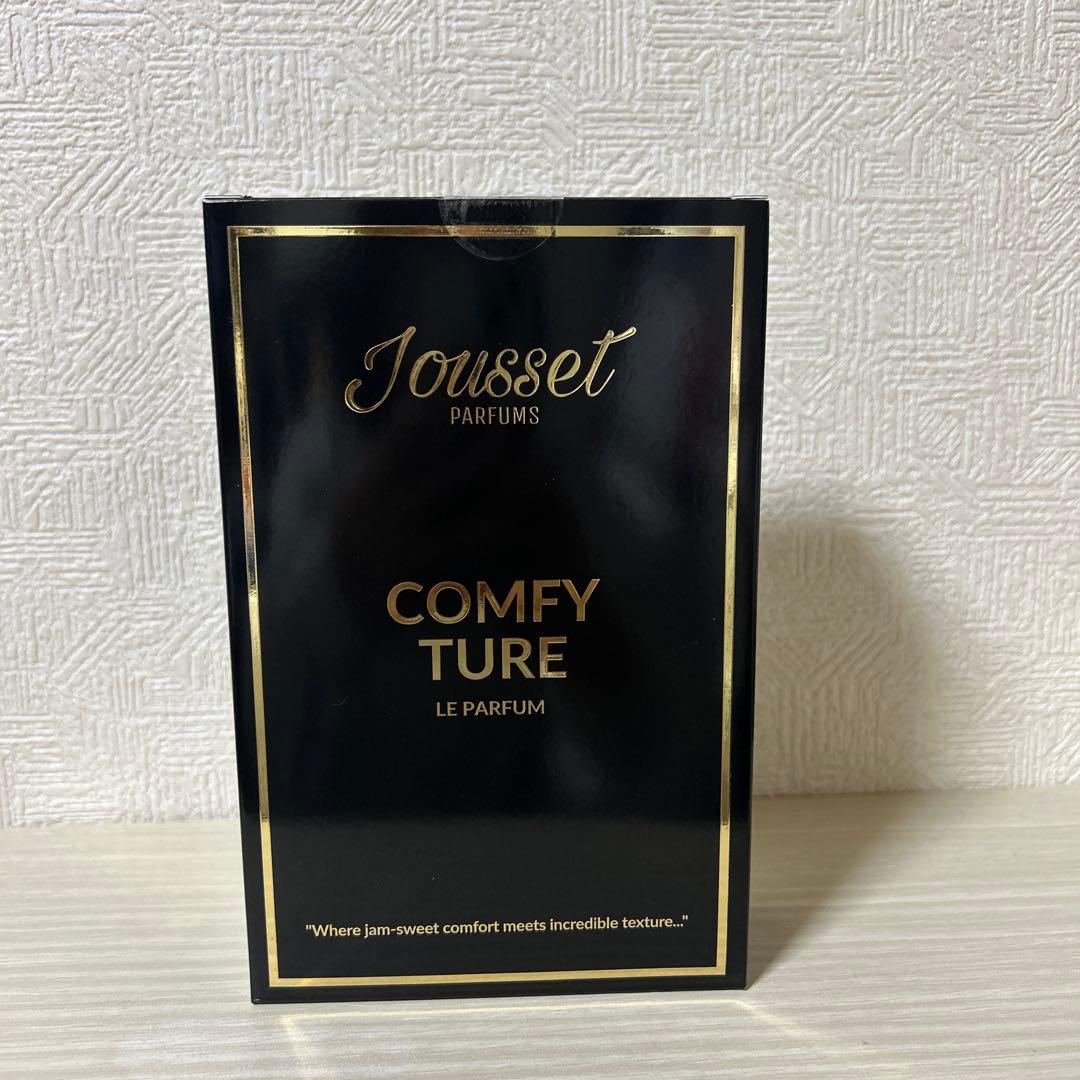 Jousset
PARFUMS
COMFY
TURE
LE PARFUM
"Where jam-sweet comfort meets incredible texture..."